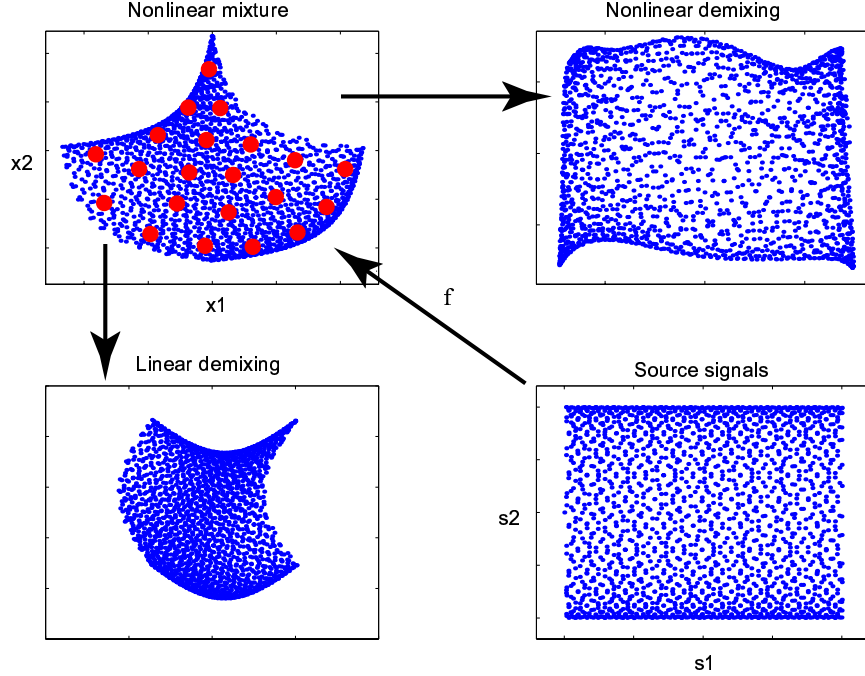 Nonlinear mixture
Nonlinear demixing
x2
x1
f
Linear demixing
Source signals
s2
s1